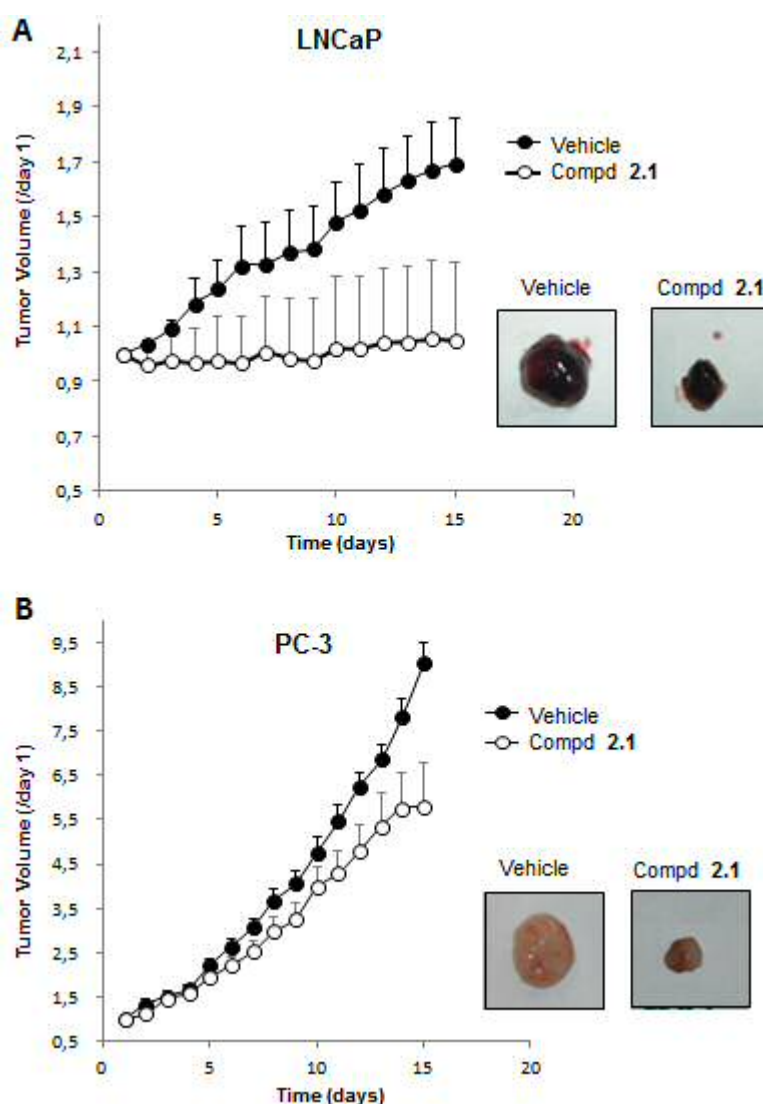 A
LNCaP
Tumor Volume (/day 1)
2,1
1,9
1,7
1,5
1,3
1,1
0,9
0,7
0,5
0
5
10
15
20
Time (days)
Vehicle
Compd 2.1
Vehicle
Compd 2.1
B
PC-3
Tumor Volume (/day 1)
9,5
8,5
7,5
6,5
5,5
4,5
3,5
2,5
1,5
0,5
0
5
10
15
20
Time (days)
Vehicle
Compd 2.1
Vehicle
Compd 2.1